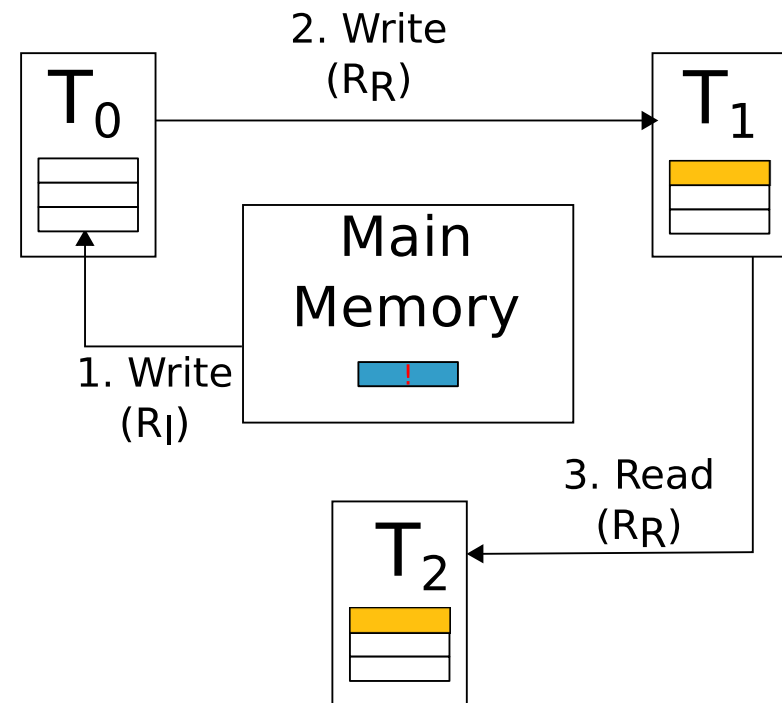 2. Write
(RR)
T0
T1
Main
Memory
!
1. Write
(RI)
3. Read
(RR)
T2